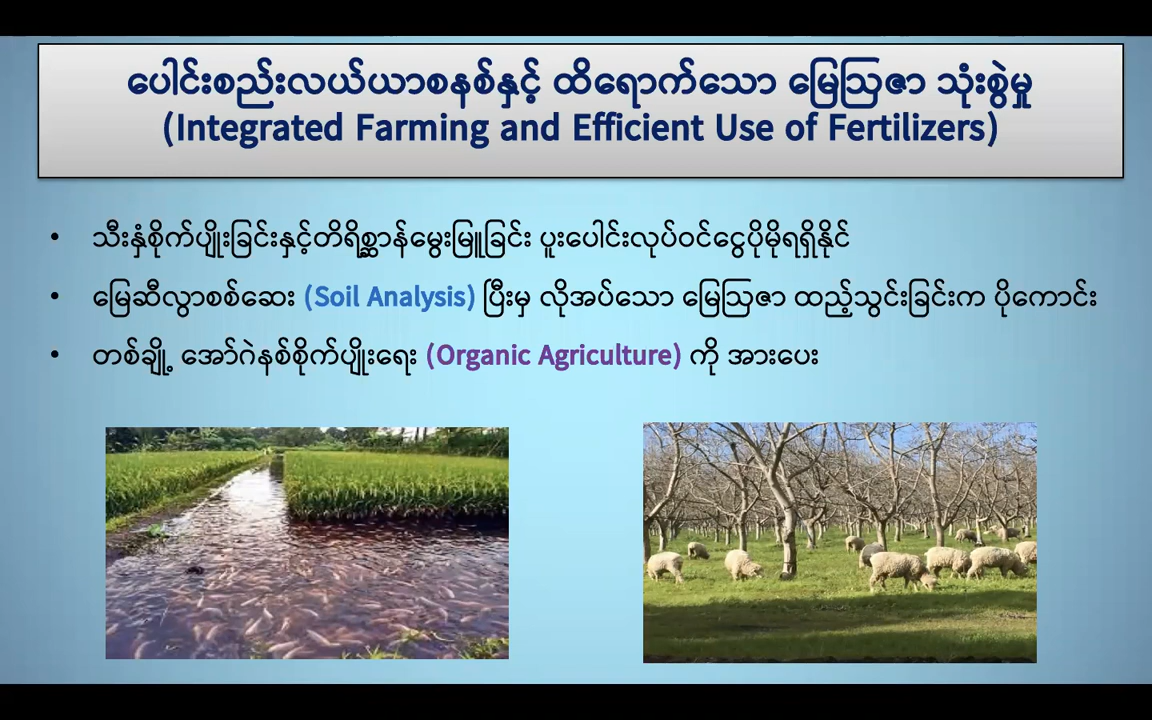 ပေါင်းစည်းလယ်ယာစနစ်နှင့် ထိရောက်သော မြေဩဇာ သုံးစွဲမှု
(Integrated Farming and Efficient Use of Fertilizers)
• သီးနှံစိုက်ပျိုးခြင်းနှင့်တိရိစ္ဆာန်မွေးမြူခြင်း ပူးပေါင်းလုပ်ဝင်ငွေပိုမိုရရှိနိုင်
• မြေဆီလွှာစစ်ဆေး (Soil Analysis) ပြီးမှ လိုအပ်သော မြေဩဇာ ထည့်သွင်းခြင်းက ပိုကောင်း
• တစ်ချို့ အော်ဂဲနစ်စိုက်ပျိုးရေး (Organic Agriculture) ကို အားပေး